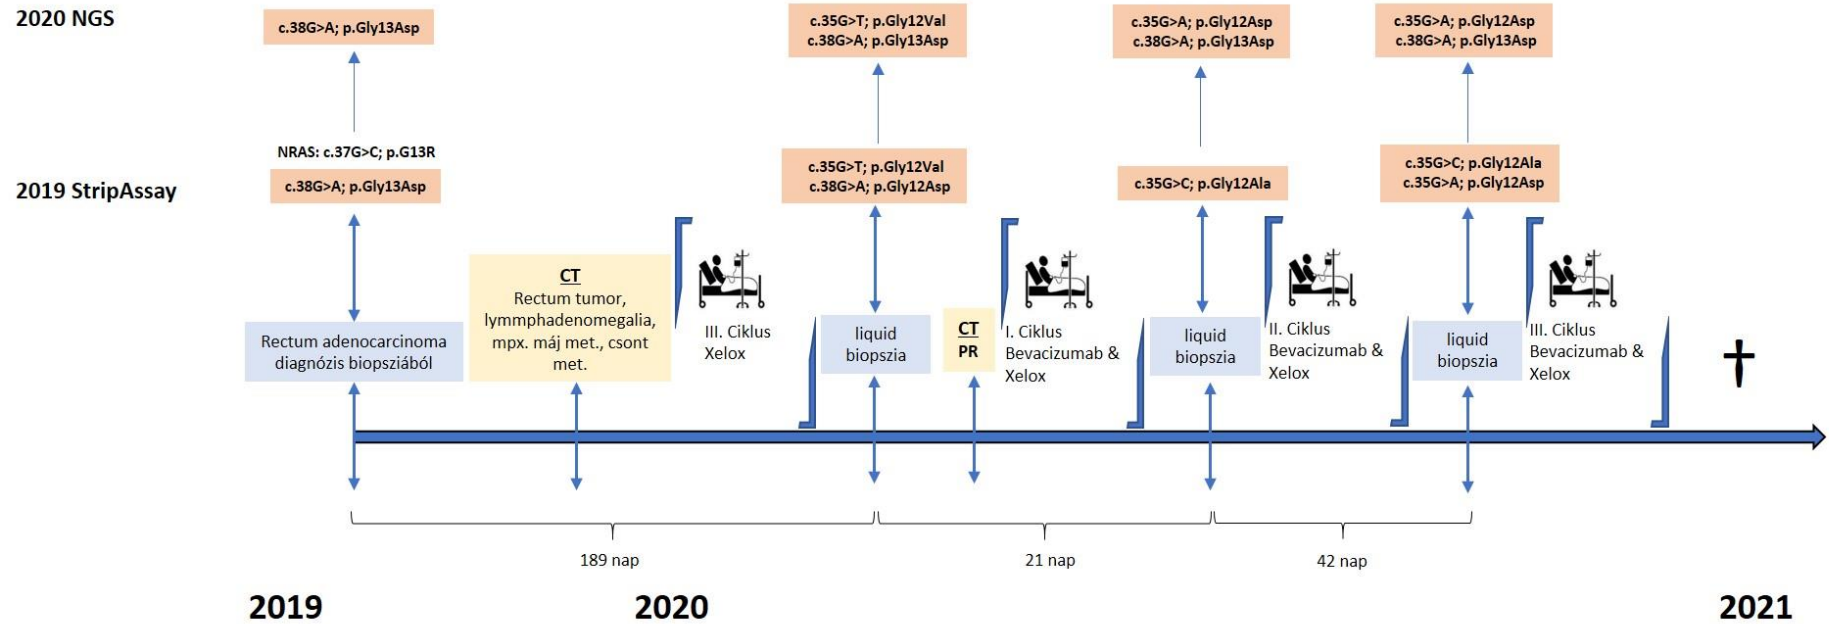 2020 NGS
c.38G>A; p.Gly13Asp
c.35G>T; p.Gly12Val
c.38G>A; p.Gly13Asp
c.35G>A; p.Gly12Asp
c.38G>A; p.Gly13Asp
c.35G>A; p.Gly12Asp
c.38G>A; p.Gly13Asp
2019 StripAssay
NRAS: c.37G>C; p.G13R
c.38G>A; p.Gly13Asp
c.35G>T; p.Gly12Val
c.38G>A; p.Gly12Asp
c.35G>C; p.Gly12Ala
c.35G>C; p.Gly12Ala
c.35G>A; p.Gly12Asp
Rectum adenocarcinoma
diagnózis biopsziából
CT
Rectum tumor,
lymmphadenomegalia,
mpx. máj met., csont
met.
III. Ciklus
Xelox
liquid
biopszia
CT
PR
I. Ciklus
Bevacizumab &
Xelox
liquid
biopszia
II. Ciklus
Bevacizumab &
Xelox
liquid
biopszia
III. Ciklus
Bevacizumab &
Xelox
189 nap
21 nap
42 nap
2019
2020
2021